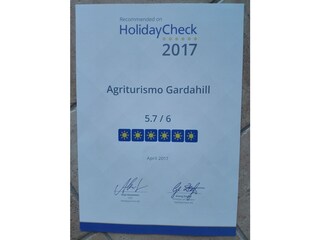 Recommended on
HolidayCheck
2017
Agriturismo Gardahill
5.7 / 6